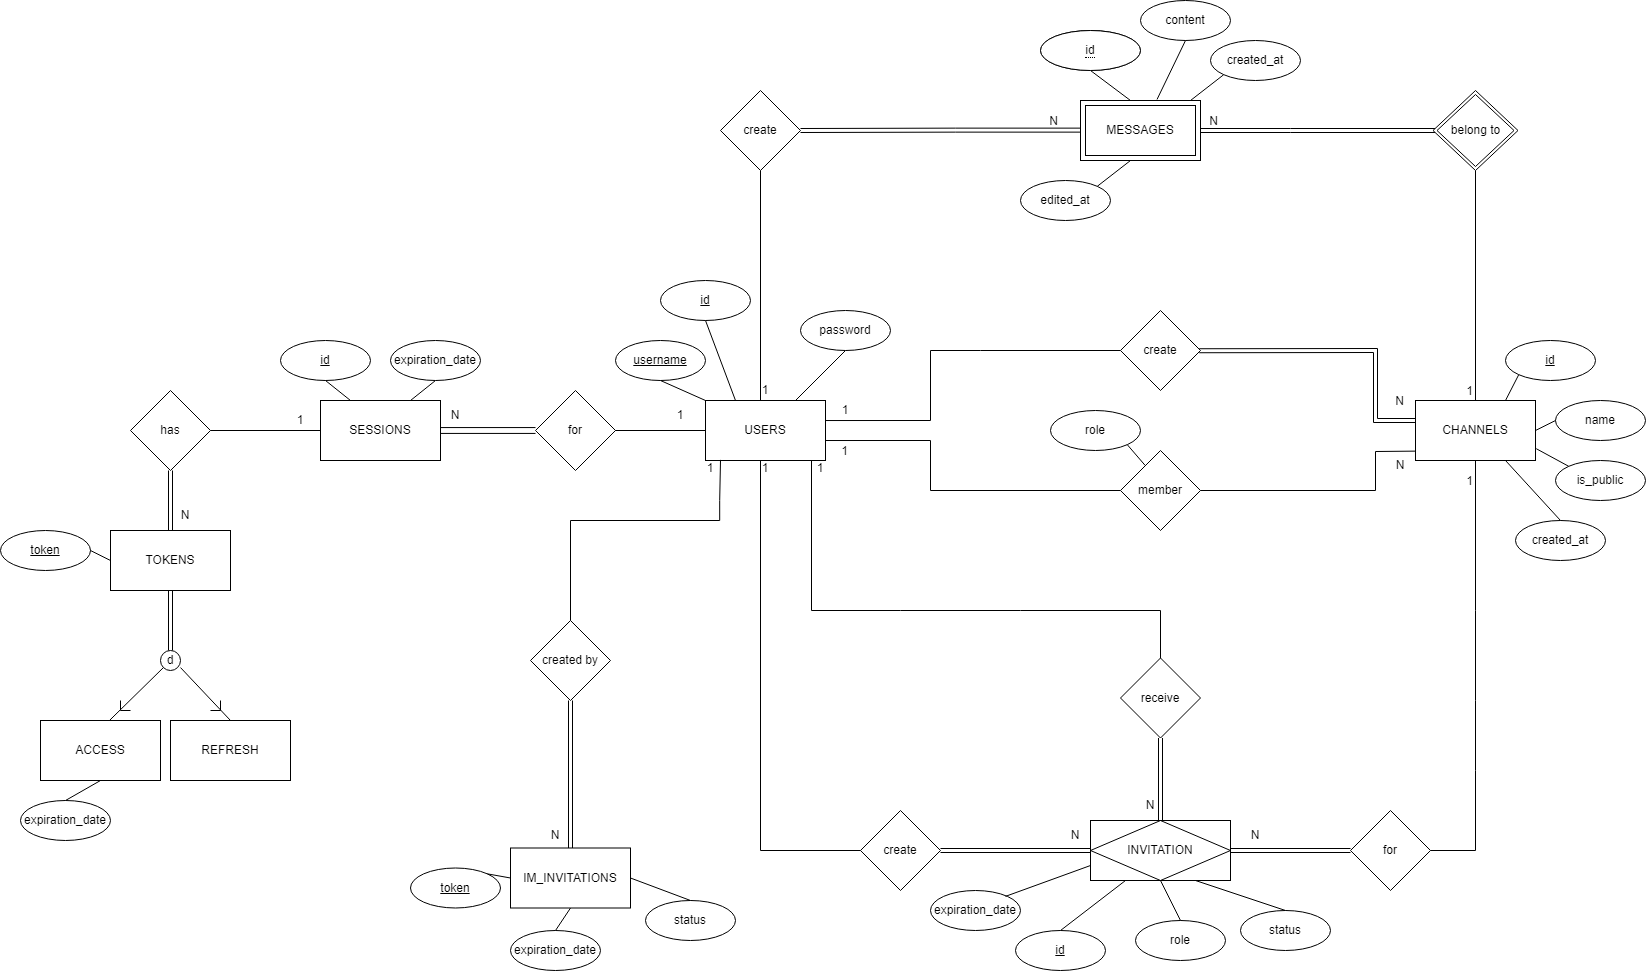 content
id
created_at
create
N
MESSAGES
N
belong to
edited_at
id
password
username
1
create
id
id
expiration_date
1
N
1
has
1
SESSIONS
N
for
1
USERS
1
role
CHANNELS
name
1
1
1
1
member
N
1
is_public
N
token
TOKENS
created_at
d
created by
receive
ACCESS
REFRESH
expiration_date
N
N
create
N
INVITATION
N
for
token
IM_INVITATIONS
status
expiration_date
expiration_date
id
role
status